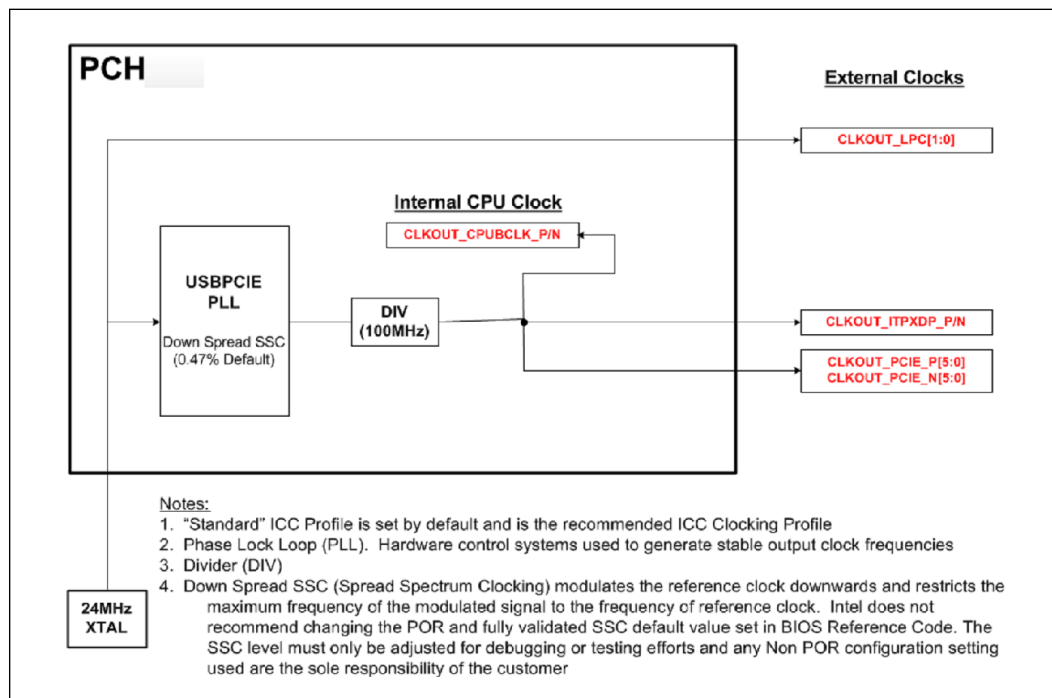 PCH
External Clocks
CLKOUT_LPC[1:0]
Internal CPU Clock
CLKOUT_CPUBCLK_P/N
USBPCIE
PLL
Down Spread SSC
(0.47% Default)
DIV
(100MHz)
CLKOUT_ITPXDP_P/N
CLKOUT_PCIE_P[5:0]
CLKOUT_PCIE_N[5:0]
24MHz
XTAL
Notes:
1. “Standard” ICC Profile is set by default and is the recommended ICC Clocking Profile
2. Phase Lock Loop (PLL). Hardware control systems used to generate stable output clock frequencies
3. Divider (DIV)
4. Down Spread SSC (Spread Spectrum Clocking) modulates the reference clock downwards and restricts the
maximum frequency of the modulated signal to the frequency of reference clock. Intel does not
recommend changing the POR and fully validated SSC default value set in BIOS Reference Code. The
SSC level must only be adjusted for debugging or testing efforts and any Non POR configuration setting
used are the sole responsibility of the customer